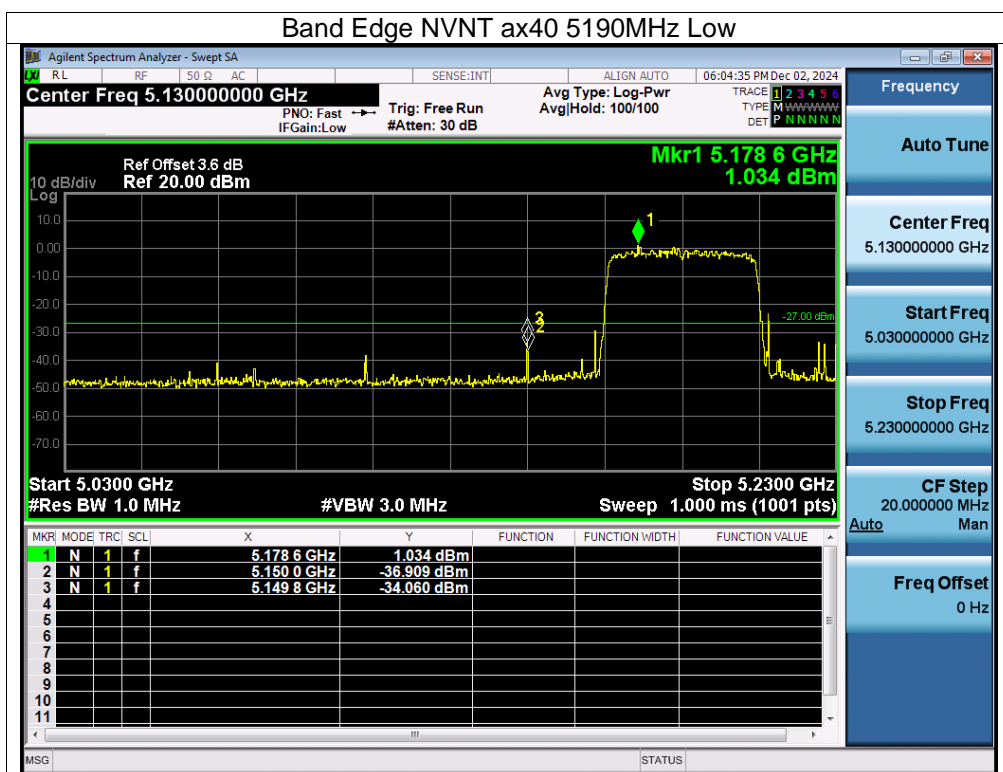 Band Edge NVNT ax40 5190MHz Low
Agilent Spectrum Analyzer - Swept SA
LXI RL RF 50 Ω AC SENSE:INT ALIGN AUTO 06:04:35 PM Dec 02, 2024
Center Freq 5.130000000 GHz
PNO: Fast
IFGain:Low
Trig: Free Run
#Atten: 30 dB
Avg Type: Log-Pwr
Avg|Hold: 100/100
TRACE 1 2 3 4 5 6
TYPE M WWWWW
DET P N N N N N
Ref Offset 3.6 dB
Ref 20.00 dBm
10 dB/div
Log
Mkr1 5.178 6 GHz
1.034 dBm
10.0
0.00
-10.0
-20.0
-30.0
-40.0
-50.0
-60.0
-70.0
1
3
2
-27.00 dBm
Start 5.0300 GHz Stop 5.2300 GHz
#Res BW 1.0 MHz #VBW 3.0 MHz Sweep 1.000 ms (1001 pts)
MKR MODE TRC SCL X Y FUNCTION FUNCTION WIDTH FUNCTION VALUE
1 N 1 f 5.178 6 GHz 1.034 dBm
2 N 1 f 5.150 0 GHz -36.909 dBm
3 N 1 f 5.149 8 GHz -34.060 dBm
4
5
6
7
8
9
10
11
MSG STATUS
Frequency
Auto Tune
Center Freq
5.130000000 GHz
Start Freq
5.030000000 GHz
Stop Freq
5.230000000 GHz
CF Step
20.000000 MHz
Auto Man
Freq Offset
0 Hz